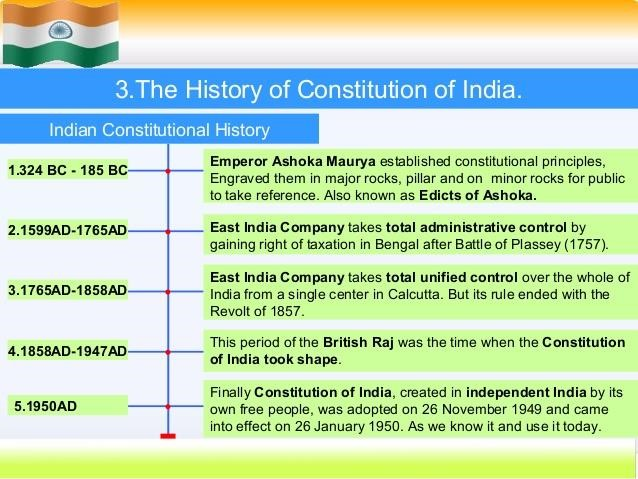 3.The History of Constitution of India.
Indian Constitutional History
1.324 BC - 185 BC
Emperor Ashoka Maurya established constitutional principles,
Engraved them in major rocks, pillar and on minor rocks for public
to take reference. Also known as Edicts of Ashoka.
2.1599AD-1765AD
East India Company takes total administrative control by
gaining right of taxation in Bengal after Battle of Plassey (1757).
3.1765AD-1858AD
East India Company takes total unified control over the whole of
India from a single center in Calcutta. But its rule ended with the
Revolt of 1857.
4.1858AD-1947AD
This period of the British Raj was the time when the Constitution
of India took shape.
5.1950AD
Finally Constitution of India, created in independent India by its
own free people, was adopted on 26 November 1949 and came
into effect on 26 January 1950. As we know it and use it today.